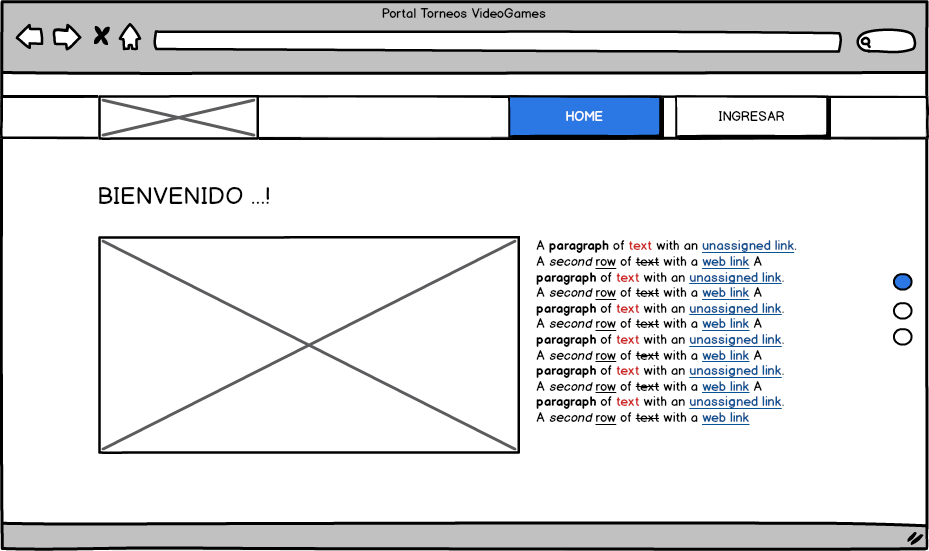 Portal Torneos VideoGames
HOME
INGRESAR
BIENVENIDO ...!
A paragraph of text with an unassigned link.
A second row of text with a web link A
paragraph of text with an unassigned link.
A second row of text with a web link A
paragraph of text with an unassigned link.
A second row of text with a web link A
paragraph of text with an unassigned link.
A second row of text with a web link A
paragraph of text with an unassigned link.
A second row of text with a web link A
paragraph of text with an unassigned link.
A second row of text with a web link